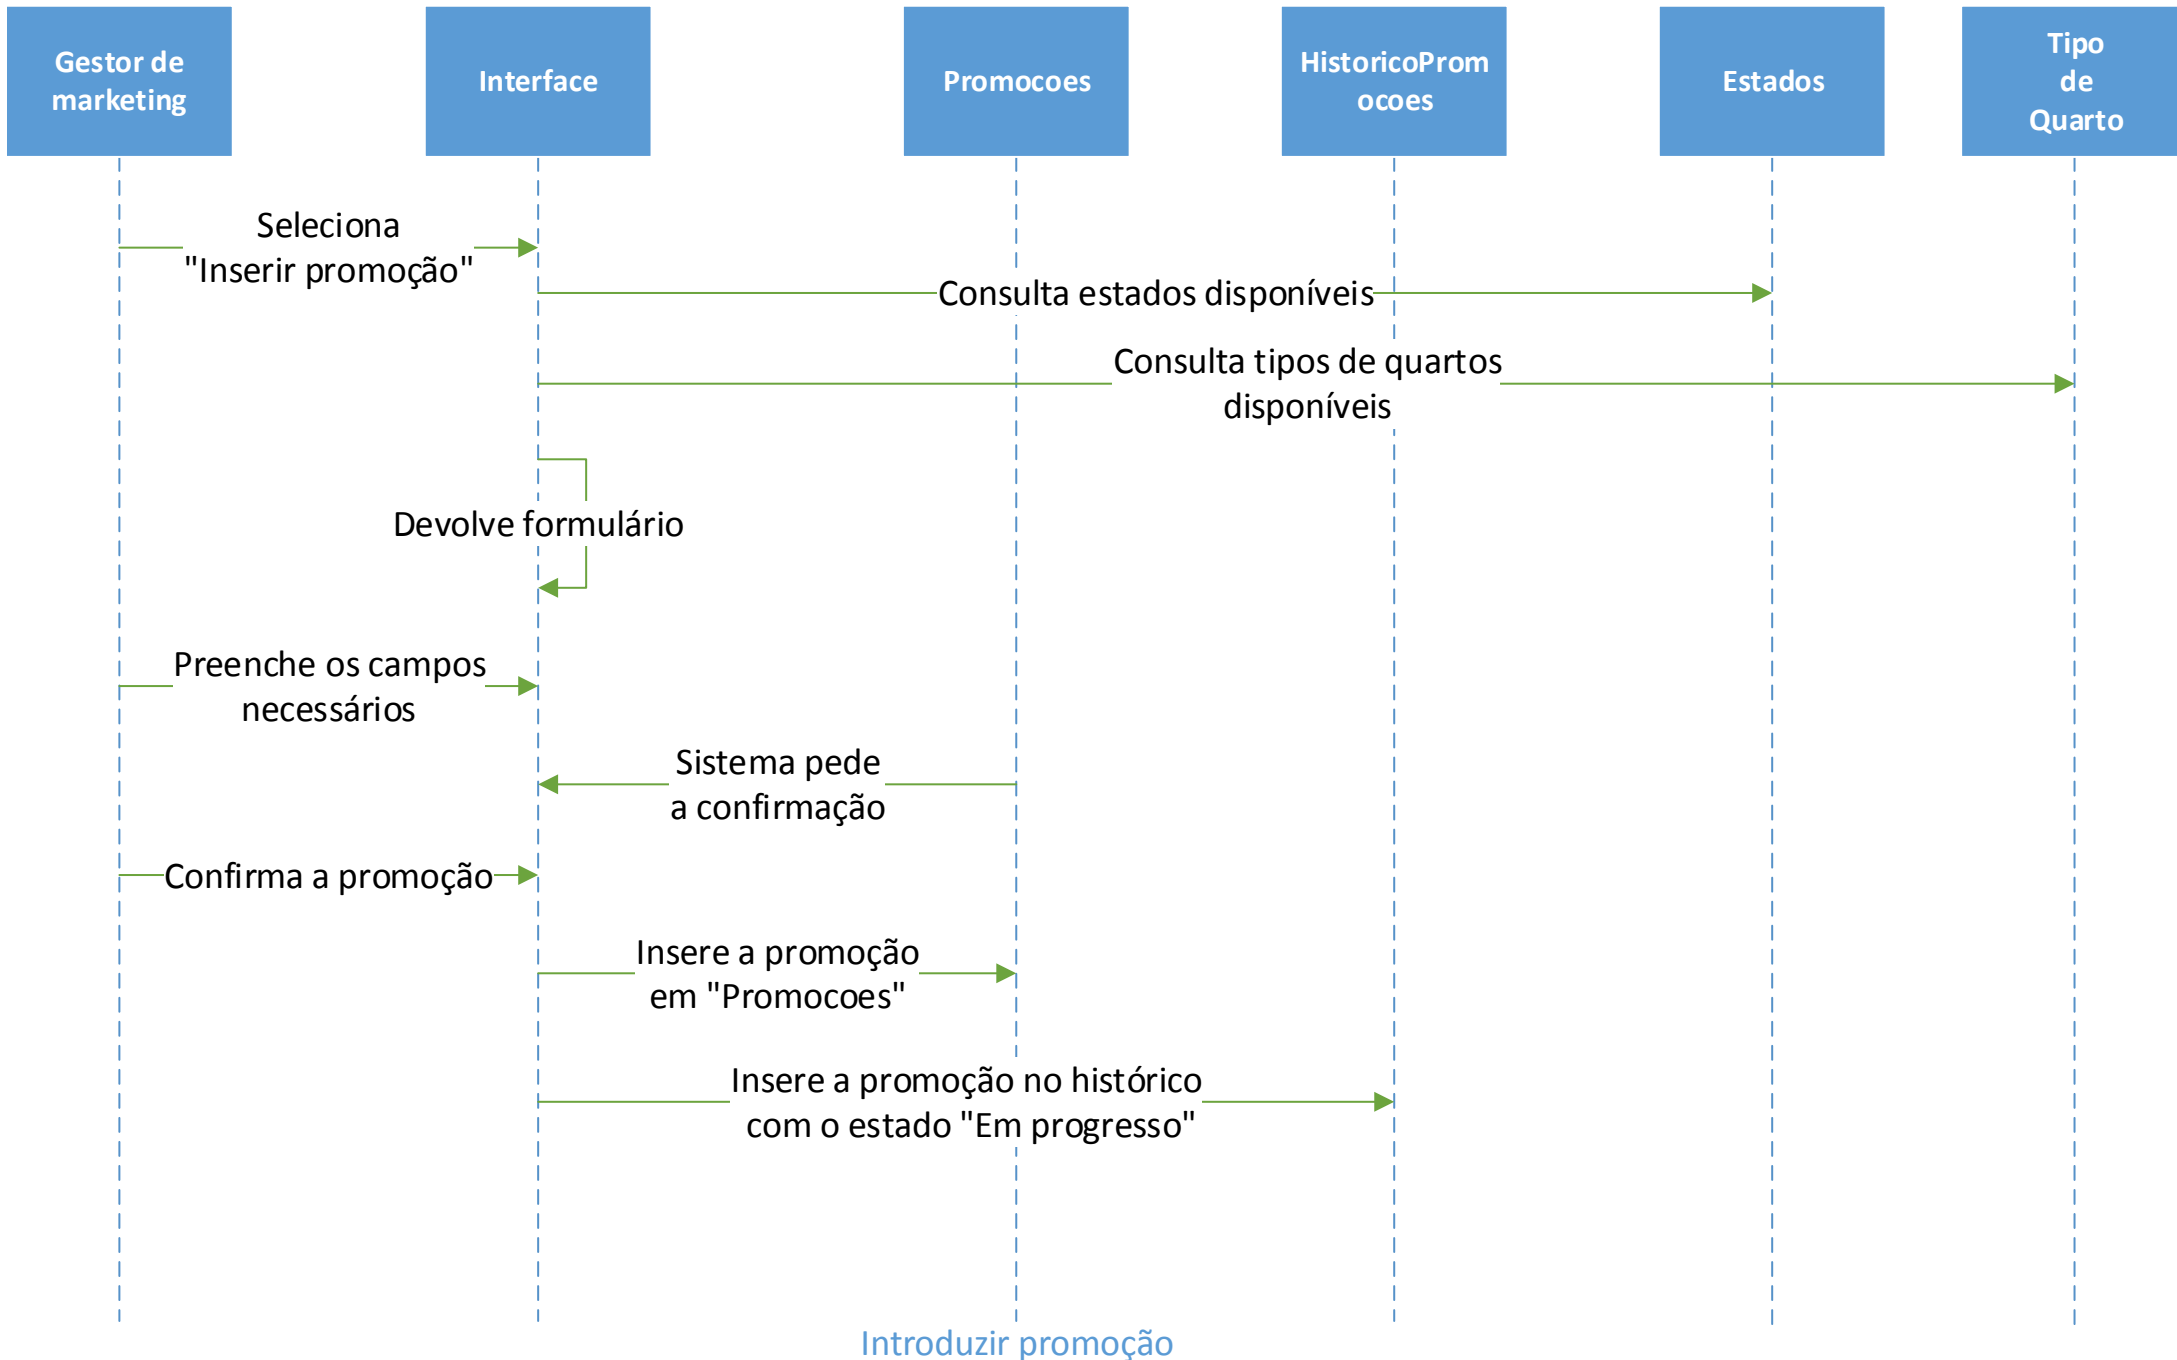 Gestor de
marketing
Interface
Promocoes
HistoricoProm
ocoes
Estados
Tipo
de
Quarto
Seleciona
"Inserir promoção"
Consulta estados disponíveis
Consulta tipos de quartos
disponíveis
Devolve formulário
Preenche os campos
necessários
Sistema pede
a confirmação
Confirma a promoção
Insere a promoção
em "Promocoes"
Insere a promoção no histórico
com o estado "Em progresso"
Introduzir promoção